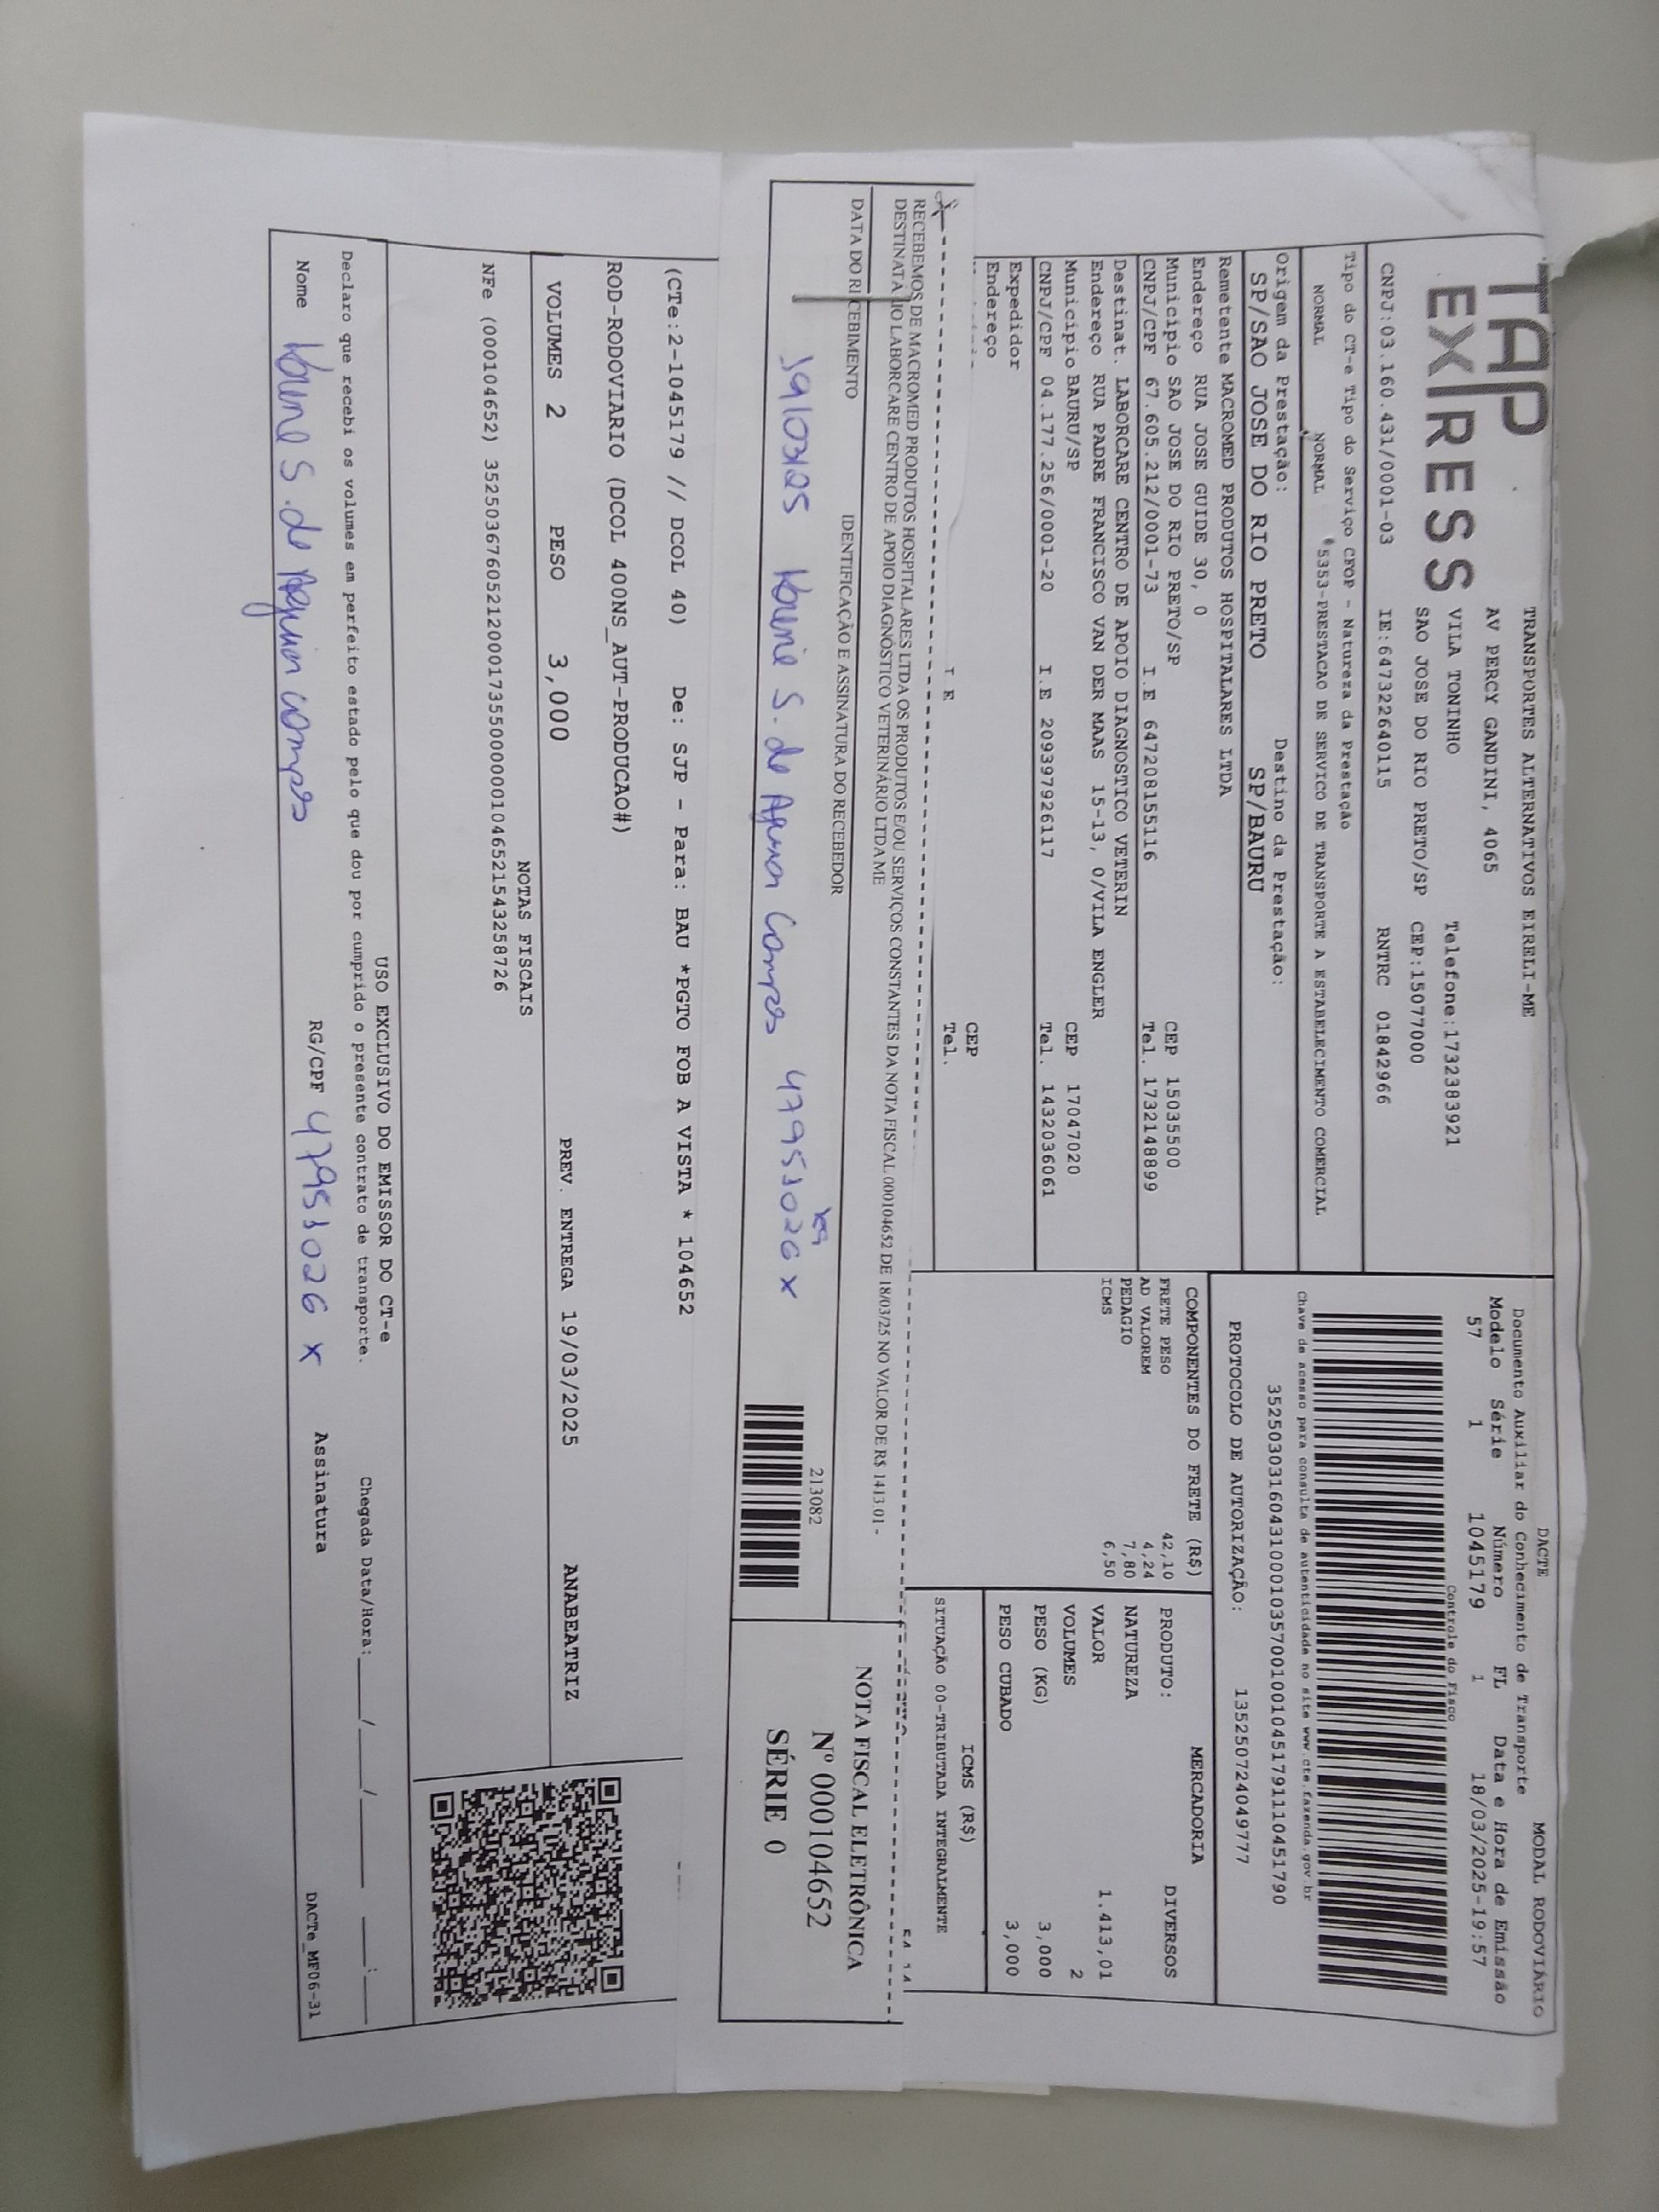 TAP
EXPRESS
TRANSPORTES ALTERNATIVOS EIRELI-ME
AV PERCY GANDINI, 4065
VILA TONINHO Telefone:1732383921
SAO JOSE DO RIO PRETO/SP CEP:15077000
CNPJ:03.160.431/0001-03 IE:647322640115 RNTRC 01842966
Tipo do CT-e Tipo do Serviço CFOP - Natureza da Prestação
NORMAL NORMAL 5353-PRESTACAO DE SERVICO DE TRANSPORTE A ESTABELECIMENTO COMERCIAL
Origem da Prestação: Destino da Prestação:
SP/SAO JOSE DO RIO PRETO SP/BAURU
Remetente MACROMED PRODUTOS HOSPITALARES LTDA
Endereço RUA JOSE GUIDE 30, 0
Município SAO JOSE DO RIO PRETO/SP CEP 15035500
CNPJ/CPF 67.605.212/0001-73 I.E 647208155116 Tel. 1732148899
Destinat. LABORCARE CENTRO DE APOIO DIAGNOSTICO VETERIN
Endereço RUA PADRE FRANCISCO VAN DER MAAS 15-13, 0/VILA ENGLER
Município BAURU/SP CEP 17047020
CNPJ/CPF 04.177.256/0001-20 I.E 209397926117 Tel. 1432036061
Expedidor
Endereço
CEP
I E Tel.
DACTE MODAL RODOVIÁRIO
Documento Auxiliar do Conhecimento de Transporte
Modelo Série Número FL Data e Hora de Emissão
57 1 1045179 1 18/03/2025-19:57
Controle do Fisco
Chave de acesso para consulta de autenticidade no site www.cte.fazenda.gov.br
35250303160431000103570010010451791110451790
PROTOCOLO DE AUTORIZAÇÃO: 135250724049777
COMPONENTES DO FRETE (R$)
FRETE PESO 42,10
AD VALOREM 4,24
PEDAGIO 7,80
ICMS 6,50
MERCADORIA
PRODUTO: DIVERSOS
NATUREZA
VALOR 1.413,01
VOLUMES 2
PESO (KG) 3,000
PESO CUBADO 3,000
ICMS (R$)
SITUAÇÃO 00-TRIBUTADA INTEGRALMENTE
RECEBEMOS DE MACROMED PRODUTOS HOSPITALARES LTDA OS PRODUTOS E/OU SERVIÇOS CONSTANTES DA NOTA FISCAL 000104652 DE 18/03/25 NO VALOR DE R$ 1413.01 -
DESTINATÁRIO LABORCARE CENTRO DE APOIO DIAGNÓSTICO VETERINÁRIO LTDA ME
DATA DO RECEBIMENTO IDENTIFICAÇÃO E ASSINATURA DO RECEBEDOR
19/03/25 S. de Aguiar Campos 47951026 x
213082
NOTA FISCAL ELETRÔNICA
Nº 000104652
SÉRIE 0
(CTe:2-1045179 // DCOL 40) De: SJP - Para: BAU *PGTO FOB A VISTA * 104652
ROD-RODOVIARIO (DCOL 400NS_AUT-PRODUCAO#)
VOLUMES 2 PESO 3,000 PREV. ENTREGA 19/03/2025 ANABEATRIZ
NOTAS FISCAIS
NFe (000104652) 35250367605212000173550000001046521543258726
USO EXCLUSIVO DO EMISSOR DO CT-e
Declaro que recebi os volumes em perfeito estado pelo que dou por cumprido o presente contrato de transporte. Chegada Data/Hora:____/____/____ __:__
Nome S. de Aguiar Campos RG/CPF 47951026 x Assinatura
DACTe_MF06-31